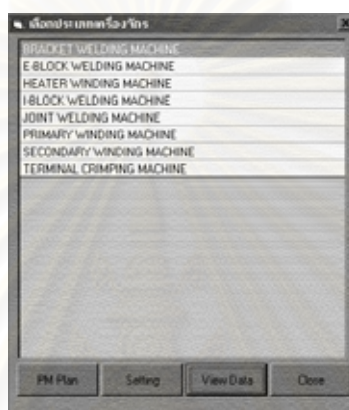 เลือกประเภทเครื่องจักร
BRACKET WELDING MACHINE
E-BLOCK WELDING MACHINE
HEATER WINDING MACHINE
I-BLOCK WELDING MACHINE
JOINT WELDING MACHINE
PRIMARY WINDING MACHINE
SECONDARY WINDING MACHINE
TERMINAL CRIMPING MACHINE
PM Plan
Setting
View Data
Close